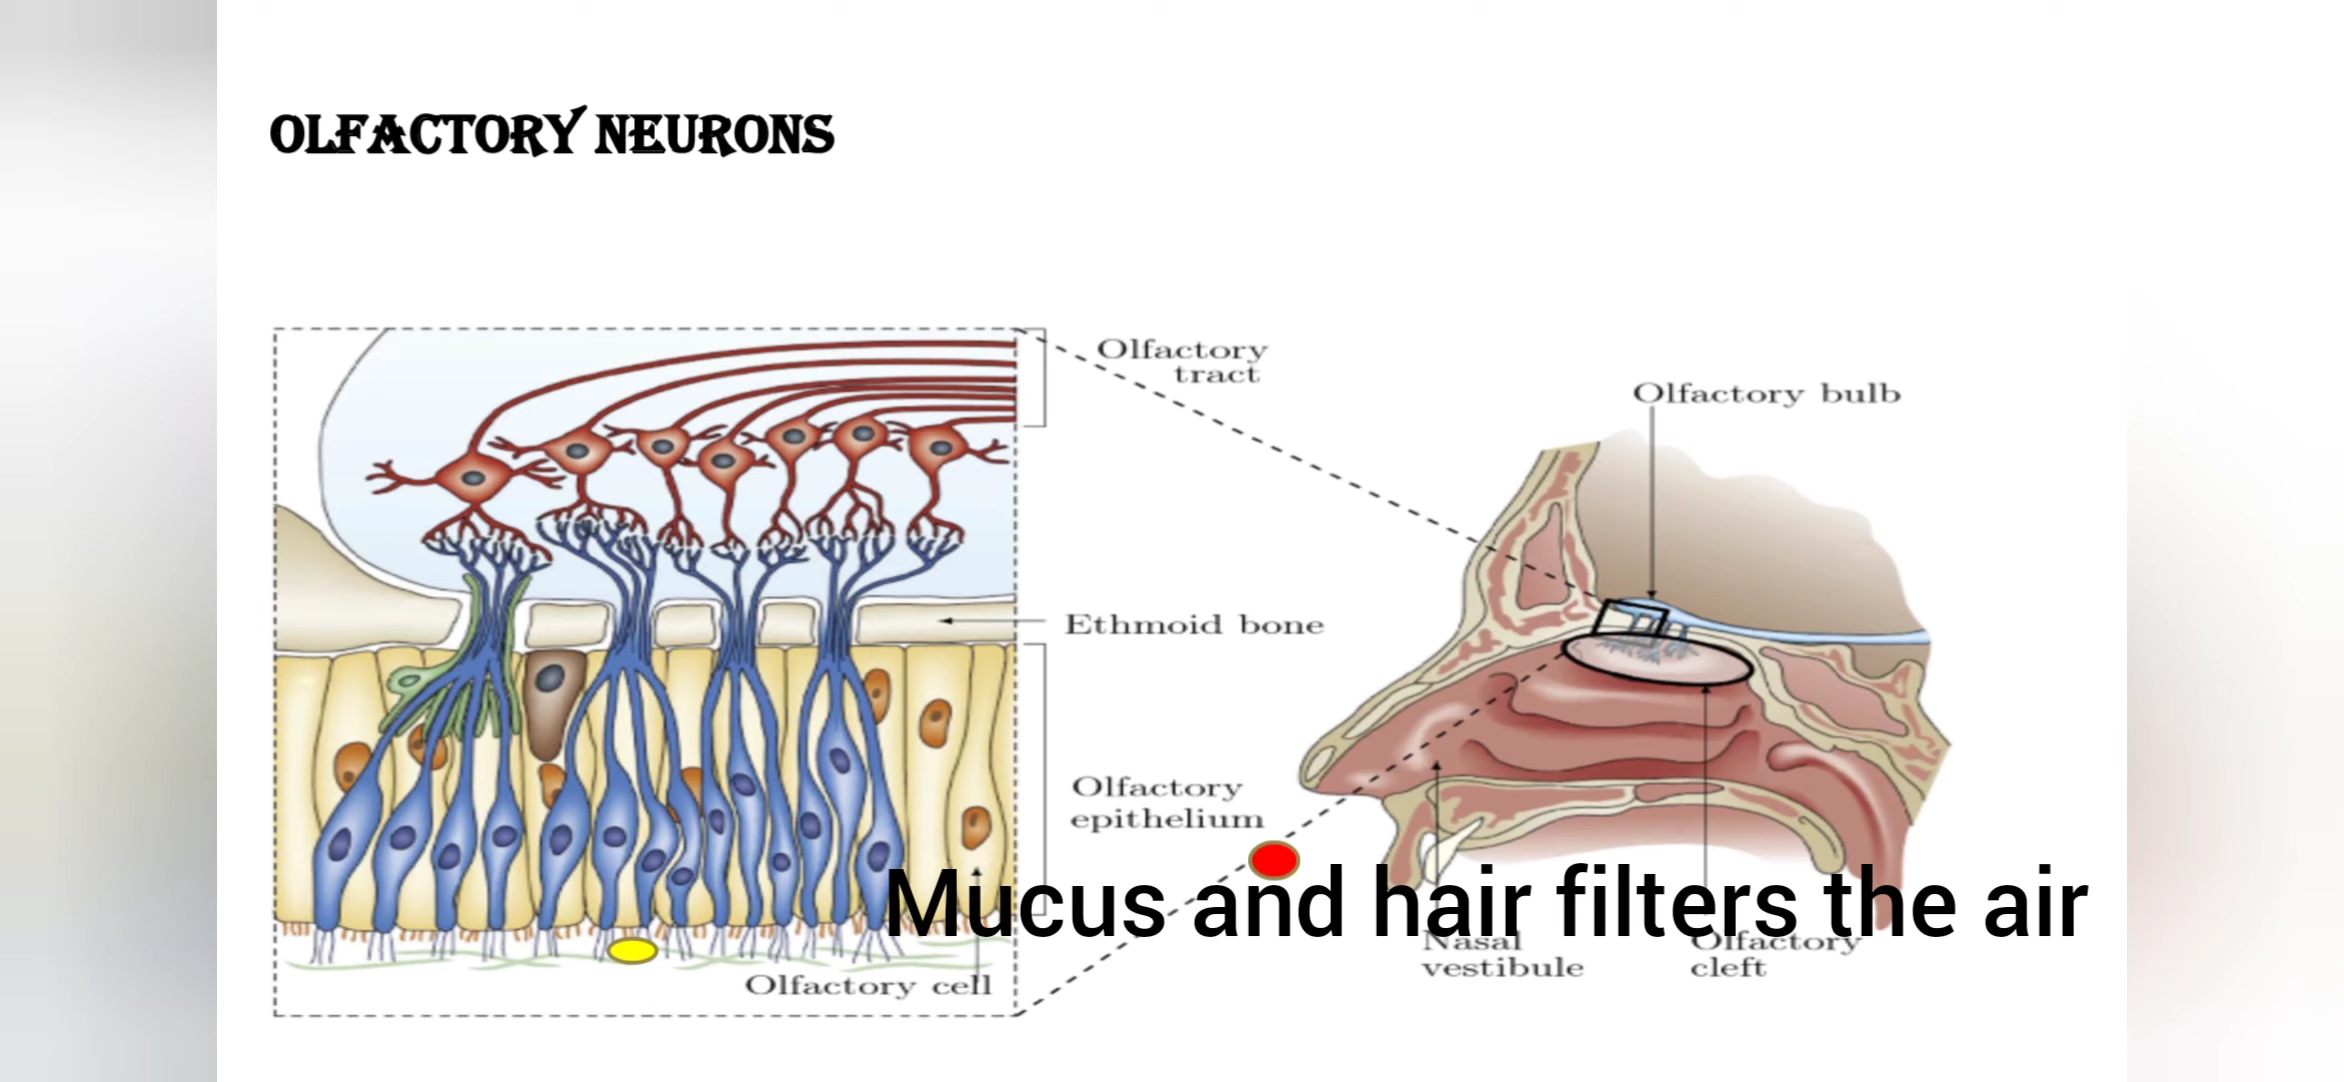 OLFACTORY NEURONS
Olfactory
tract
Olfactory bulb
Ethmoid bone
Olfactory
epithelium
Mucus and hair filters the air
Nasal
vestibule
Olfactory
cleft
Olfactory cell